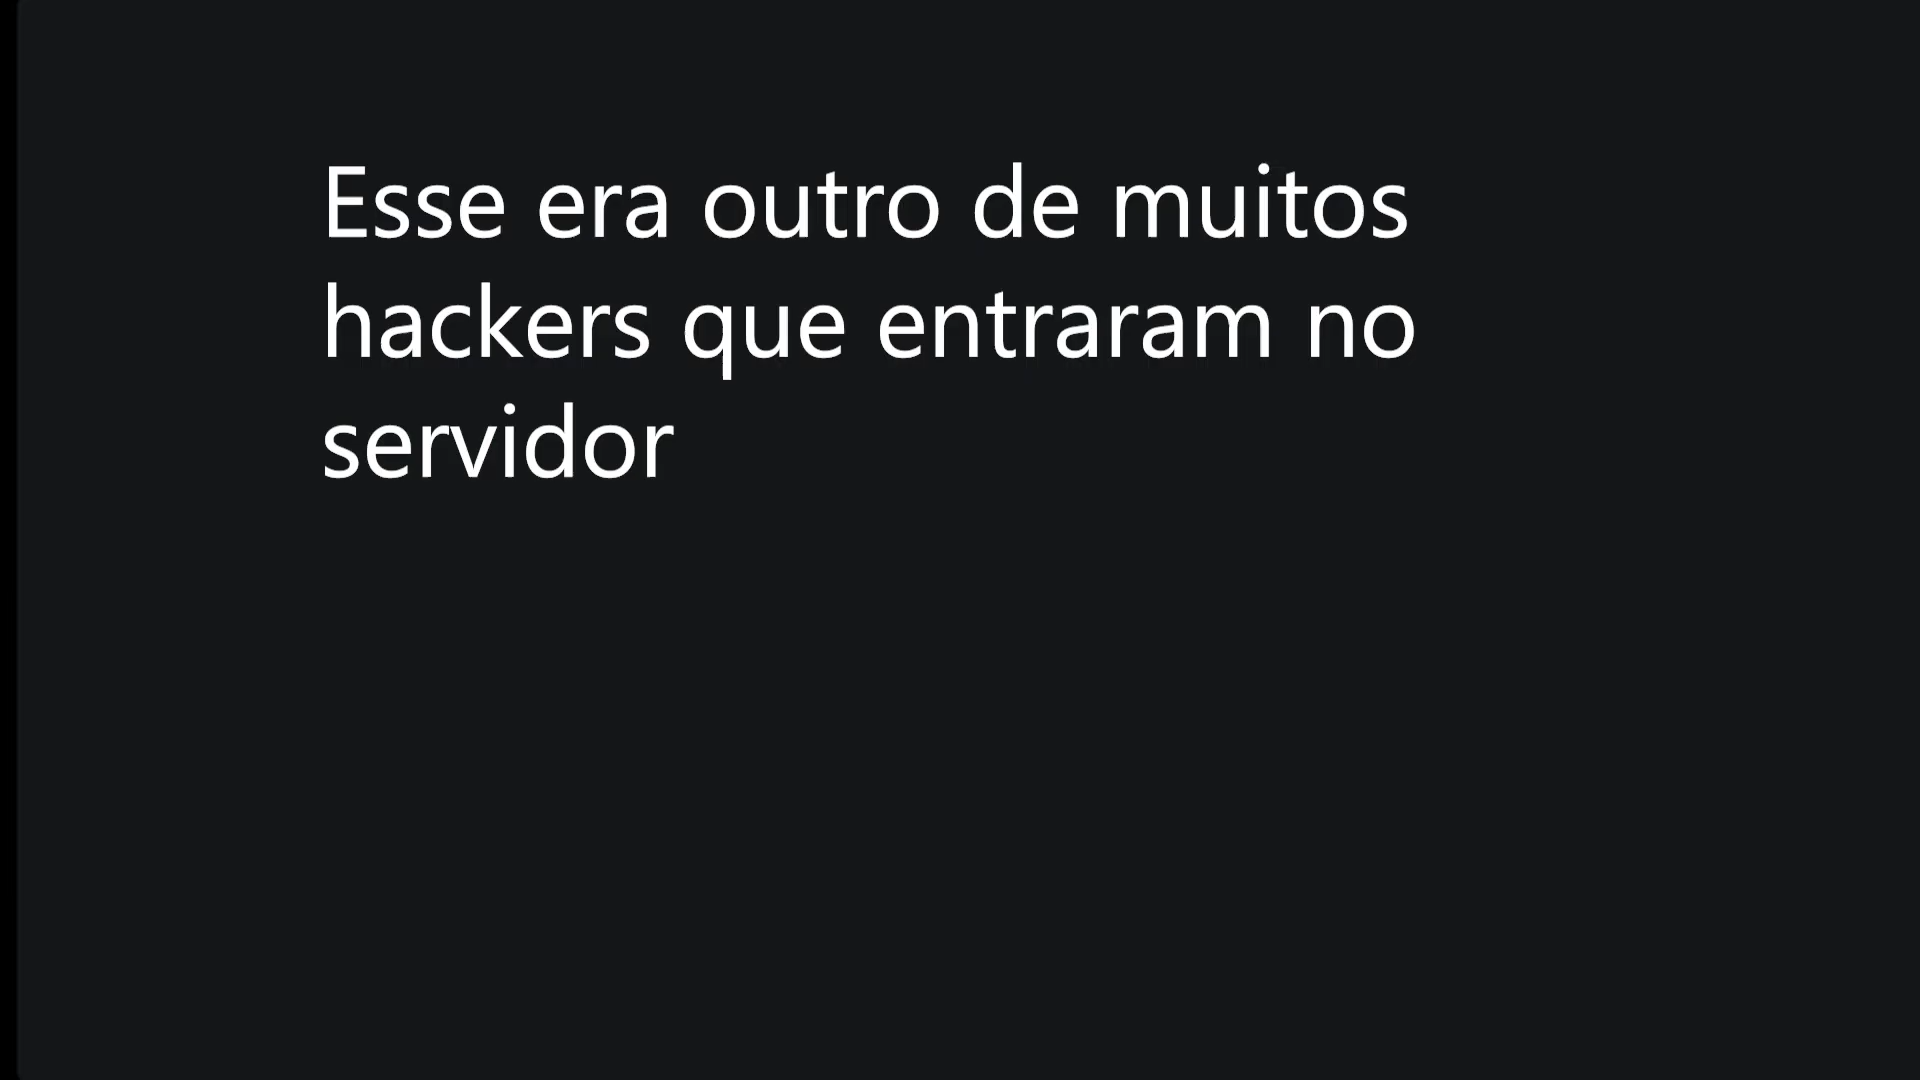 Esse era outro de muitos
hackers que entraram no
servidor